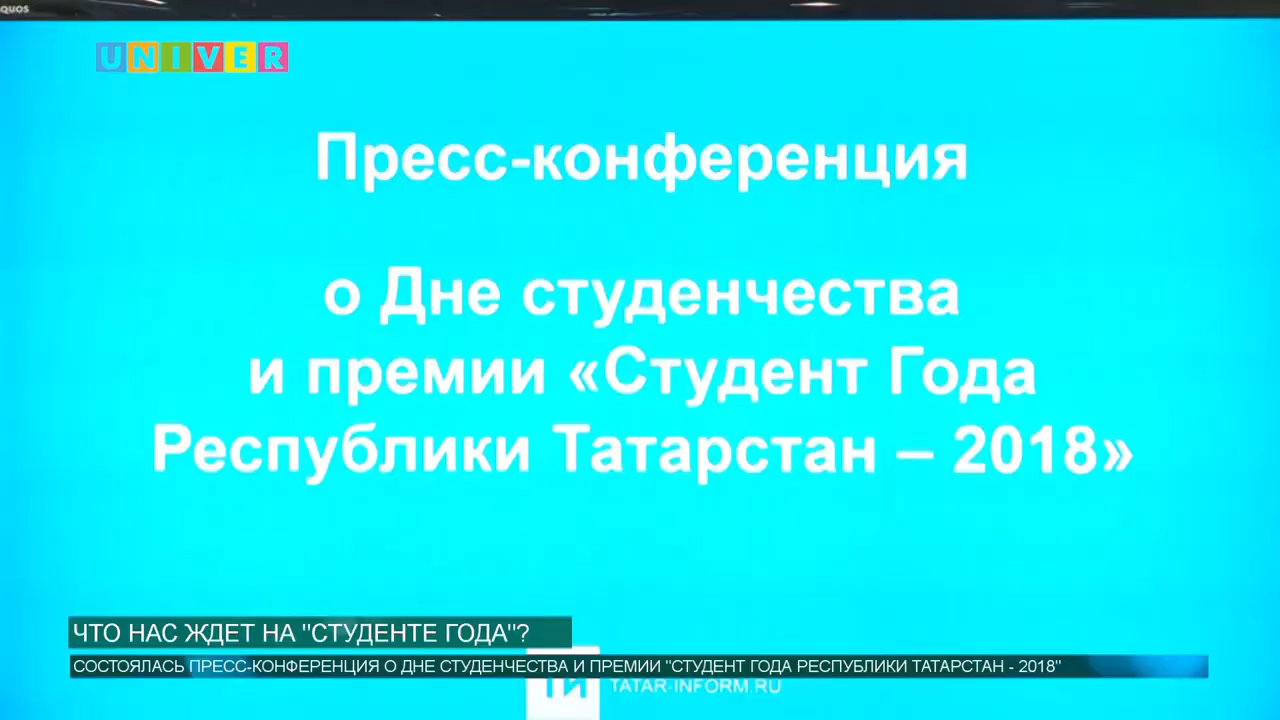 quos
UNIVER
Пресс-конференция
о Дне студенчества
и премии «Студент Года
Республики Татарстан – 2018»
ЧТО НАС ЖДЕТ НА "СТУДЕНТЕ ГОДА"?
СОСТОЯЛАСЬ ПРЕСС-КОНФЕРЕНЦИЯ О ДНЕ СТУДЕНЧЕСТВА И ПРЕМИИ "СТУДЕНТ ГОДА РЕСПУБЛИКИ ТАТАРСТАН - 2018"
ТИ TATAR-INFORM.RU